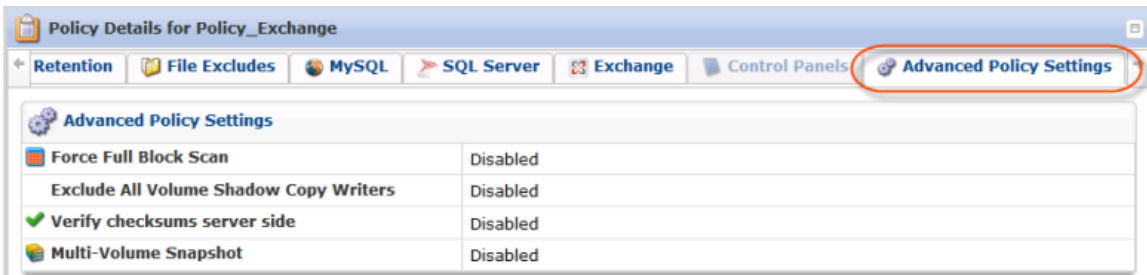 Policy Details for Policy_Exchange
Retention File Excludes MySQL SQL Server Exchange Control Panels Advanced Policy Settings
Advanced Policy Settings
Force Full Block Scan Disabled
Exclude All Volume Shadow Copy Writers Disabled
Verify checksums server side Disabled
Multi-Volume Snapshot Disabled